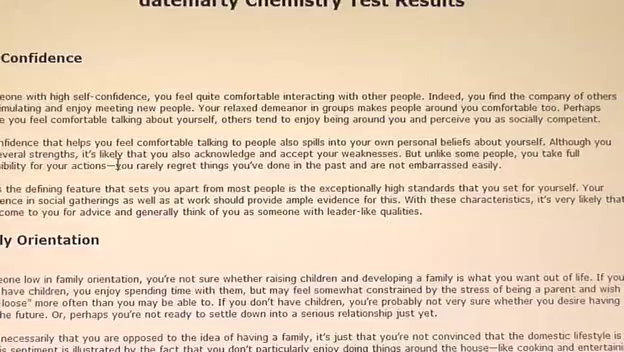 datemarty Chemistry Test Results
Confidence
eone with high self-confidence, you feel quite comfortable interacting with other people. Indeed, you find the company of others
mulating and enjoy meeting new people. Your relaxed demeanor in groups makes people around you comfortable too. Perhaps
e you feel comfortable talking about yourself, others tend to enjoy being around you and perceive you as socially competent.
nfidence that helps you feel comfortable talking to people also spills into your own personal beliefs about yourself. Although you
everal strengths, it's likely that you also acknowledge and accept your weaknesses. But unlike some people, you take full
ibility for your actions—you rarely regret things you've done in the past and are not embarrassed easily.
s the defining feature that sets you apart from most people is the exceptionally high standards that you set for yourself. Your
ence in social gatherings as well as at work should provide ample evidence for this. With these characteristics, it's very likely that
come to you for advice and generally think of you as someone with leader-like qualities.
ly Orientation
eone low in family orientation, you're not sure whether raising children and developing a family is what you want out of life. If you
have children, you enjoy spending time with them, but may feel somewhat constrained by the stress of being a parent and wish
loose" more often than you may be able to. If you don't have children, you're probably not very sure whether you desire having
he future. Or, perhaps you're not ready to settle down into a serious relationship just yet.
necessarily that you are opposed to the idea of having a family, it's just that you're not convinced that the domestic lifestyle is
is sentiment is illustrated by the fact that you don't particularly enjoy doing things around the house—like cooking and entertaini